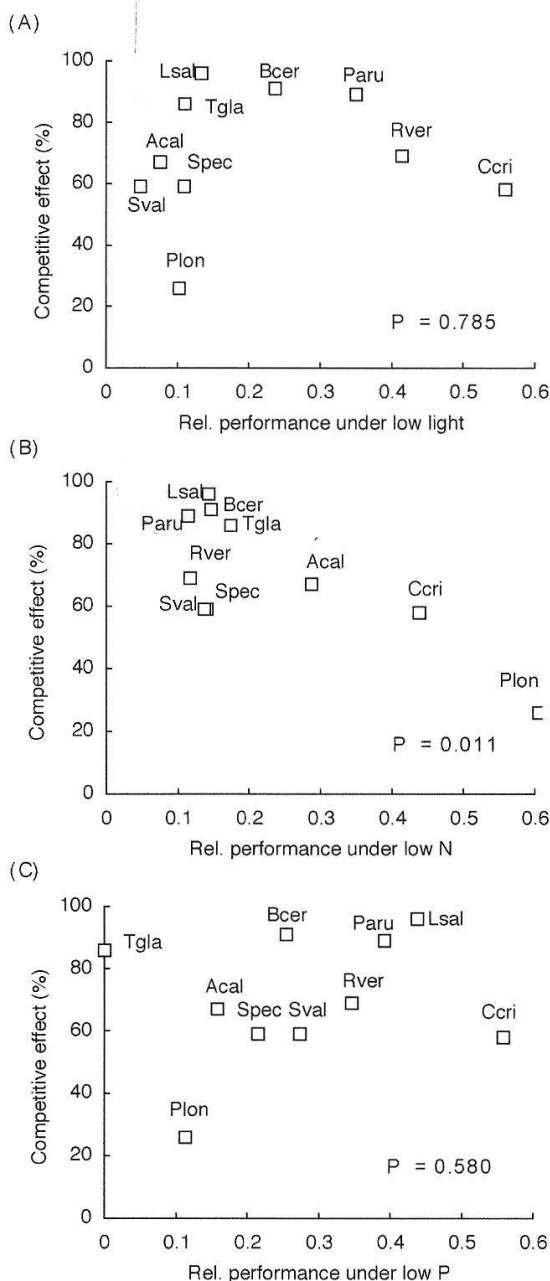 (A)
100
80
60
40
20
0
Competitive effect (%)
Lsal
Bcer
Paru
Tgla
Rver
Acal
Spec
Ccri
Sval
Plon
P = 0.785
0 0.1 0.2 0.3 0.4 0.5 0.6
Rel. performance under low light
(B)
100
80
60
40
20
0
Competitive effect (%)
Lsal
Bcer
Paru
Tgla
Rver
Acal
Sval
Spec
Ccri
Plon
P = 0.011
0 0.1 0.2 0.3 0.4 0.5 0.6
Rel. performance under low N
(C)
100
80
60
40
20
0
Competitive effect (%)
Tgla
Bcer
Paru
Lsal
Acal
Spec
Sval
Rver
Ccri
Plon
P = 0.580
0 0.1 0.2 0.3 0.4 0.5 0.6
Rel. performance under low P